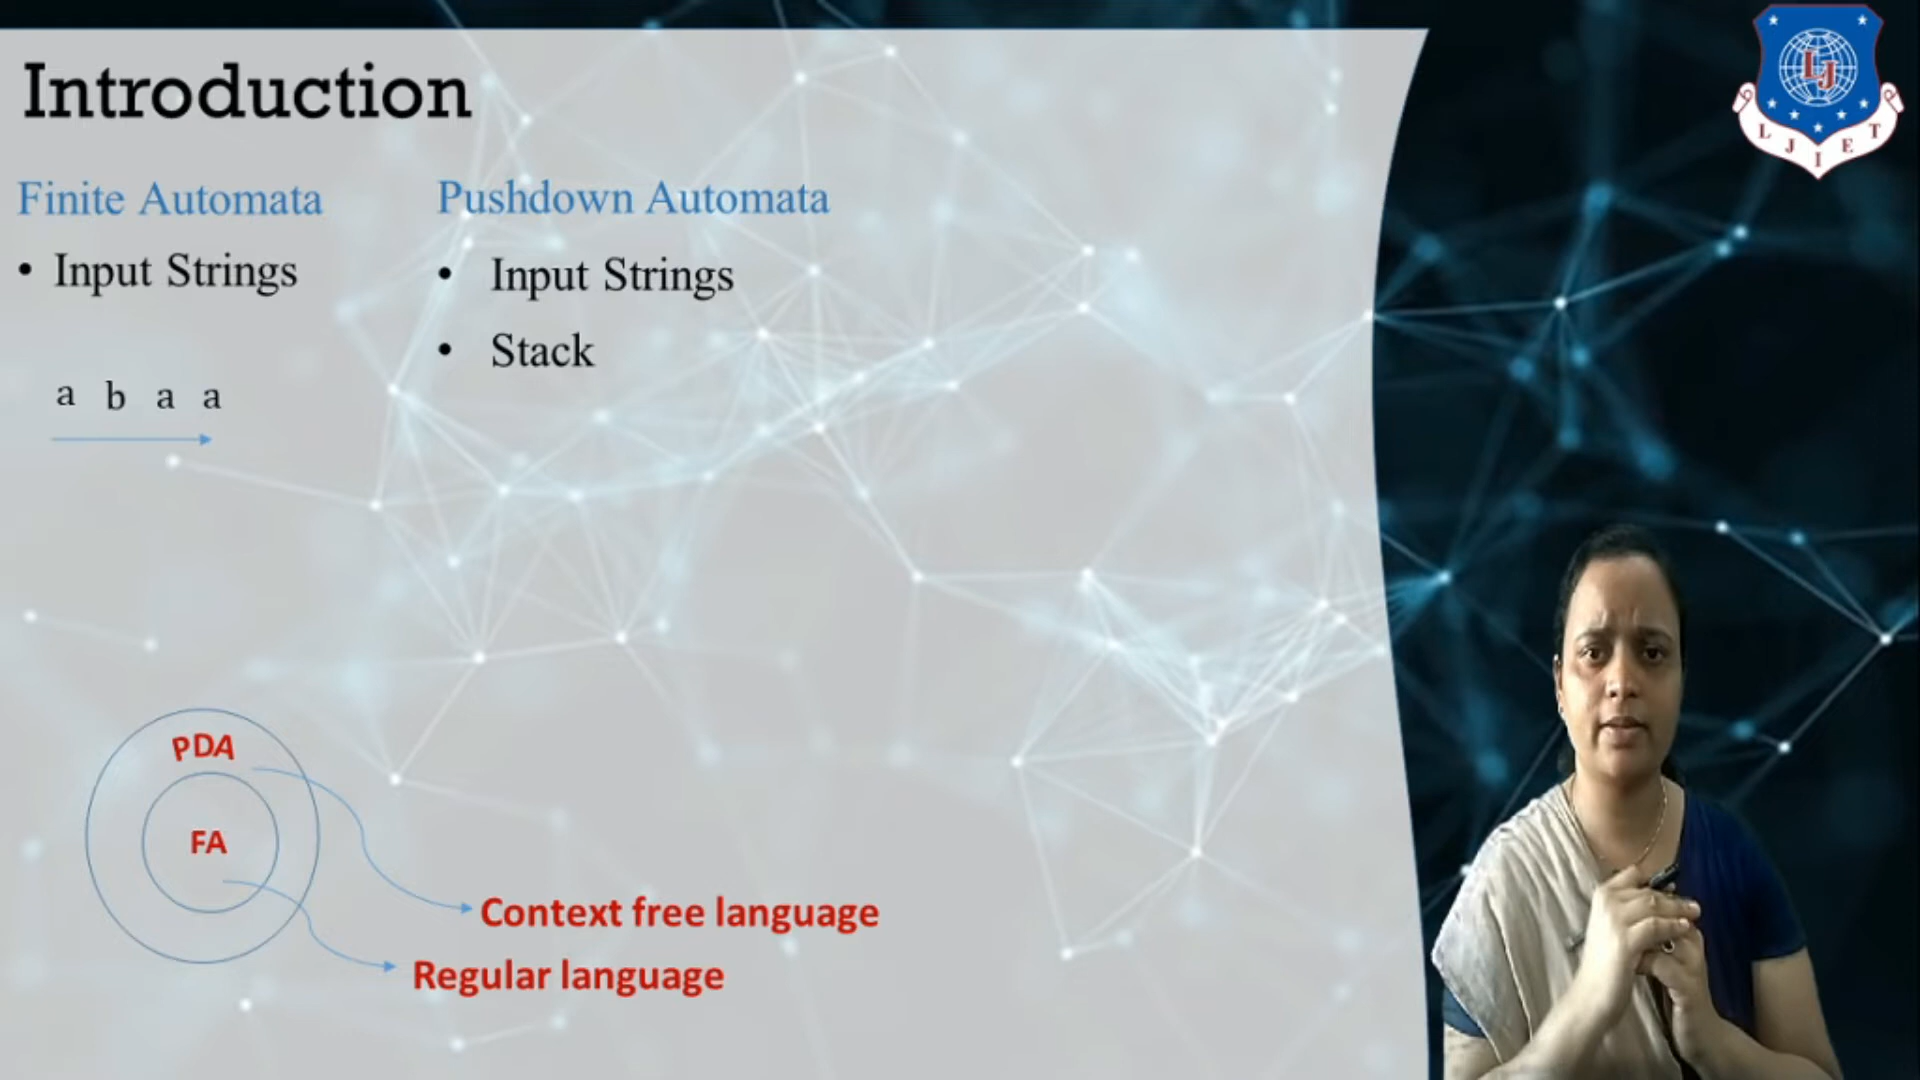 Introduction
Finite Automata
• Input Strings
a b a a
Pushdown Automata
• Input Strings
• Stack
PDA
FA
Context free language
Regular language
LJ
L J I E T